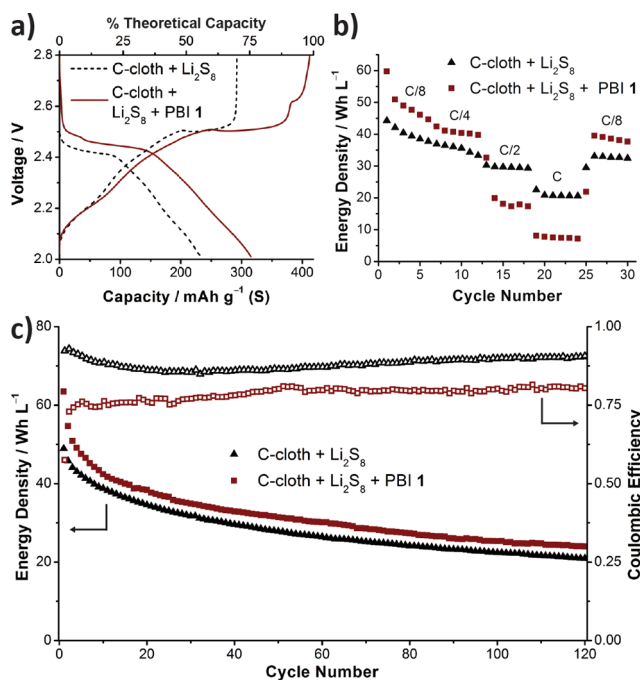 a)
% Theoretical Capacity
0 25 50 75 100
2.8
2.6
2.4
2.2
2.0
Voltage / V
C-cloth + Li₂S₈
C-cloth +
Li₂S₈ + PBI 1
0 100 200 300 400
Capacity / mAh g⁻¹ (S)
b)
60
50
40
30
20
10
0
Energy Density / Wh L⁻¹
C-cloth + Li₂S₈
C-cloth + Li₂S₈ + PBI 1
C/8
C/4
C/2
C
C/8
0 5 10 15 20 25 30
Cycle Number
c)
80
60
40
20
0
Energy Density / Wh L⁻¹
C-cloth + Li₂S₈
C-cloth + Li₂S₈ + PBI 1
1.00
0.75
0.50
0.25
0.00
Coulombic Efficiency
0 20 40 60 80 100 120
Cycle Number